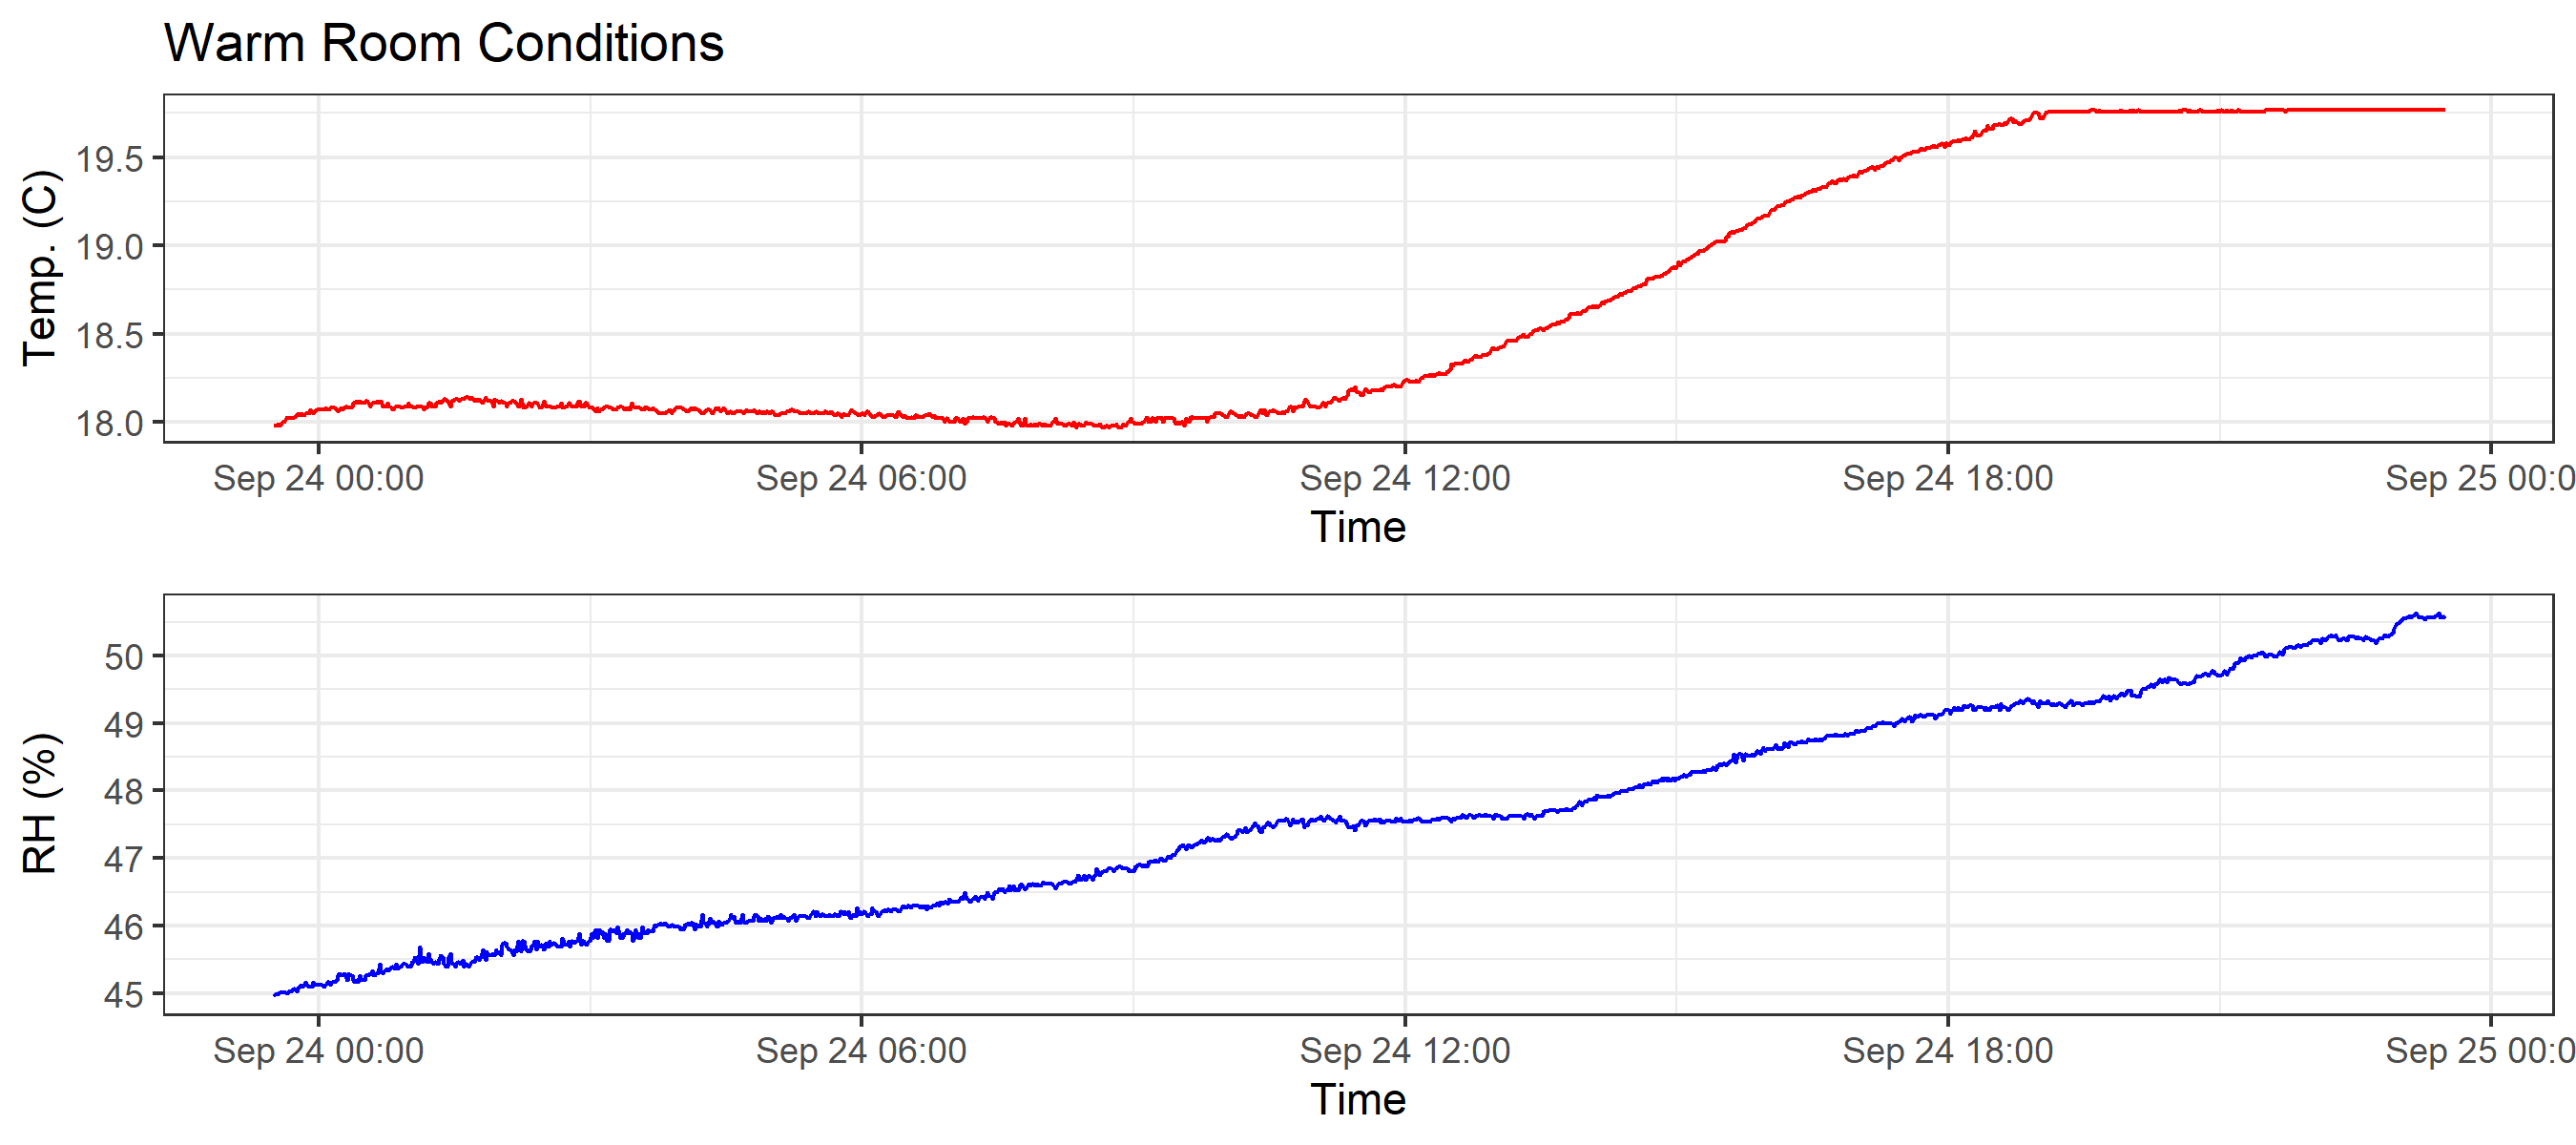 Warm Room Conditions
Temp. (C)
19.5
19.0
18.5
18.0
Sep 24 00:00 Sep 24 06:00 Sep 24 12:00 Sep 24 18:00 Sep 25 00:0
Time
RH (%)
50
49
48
47
46
45
Sep 24 00:00 Sep 24 06:00 Sep 24 12:00 Sep 24 18:00 Sep 25 00:0
Time